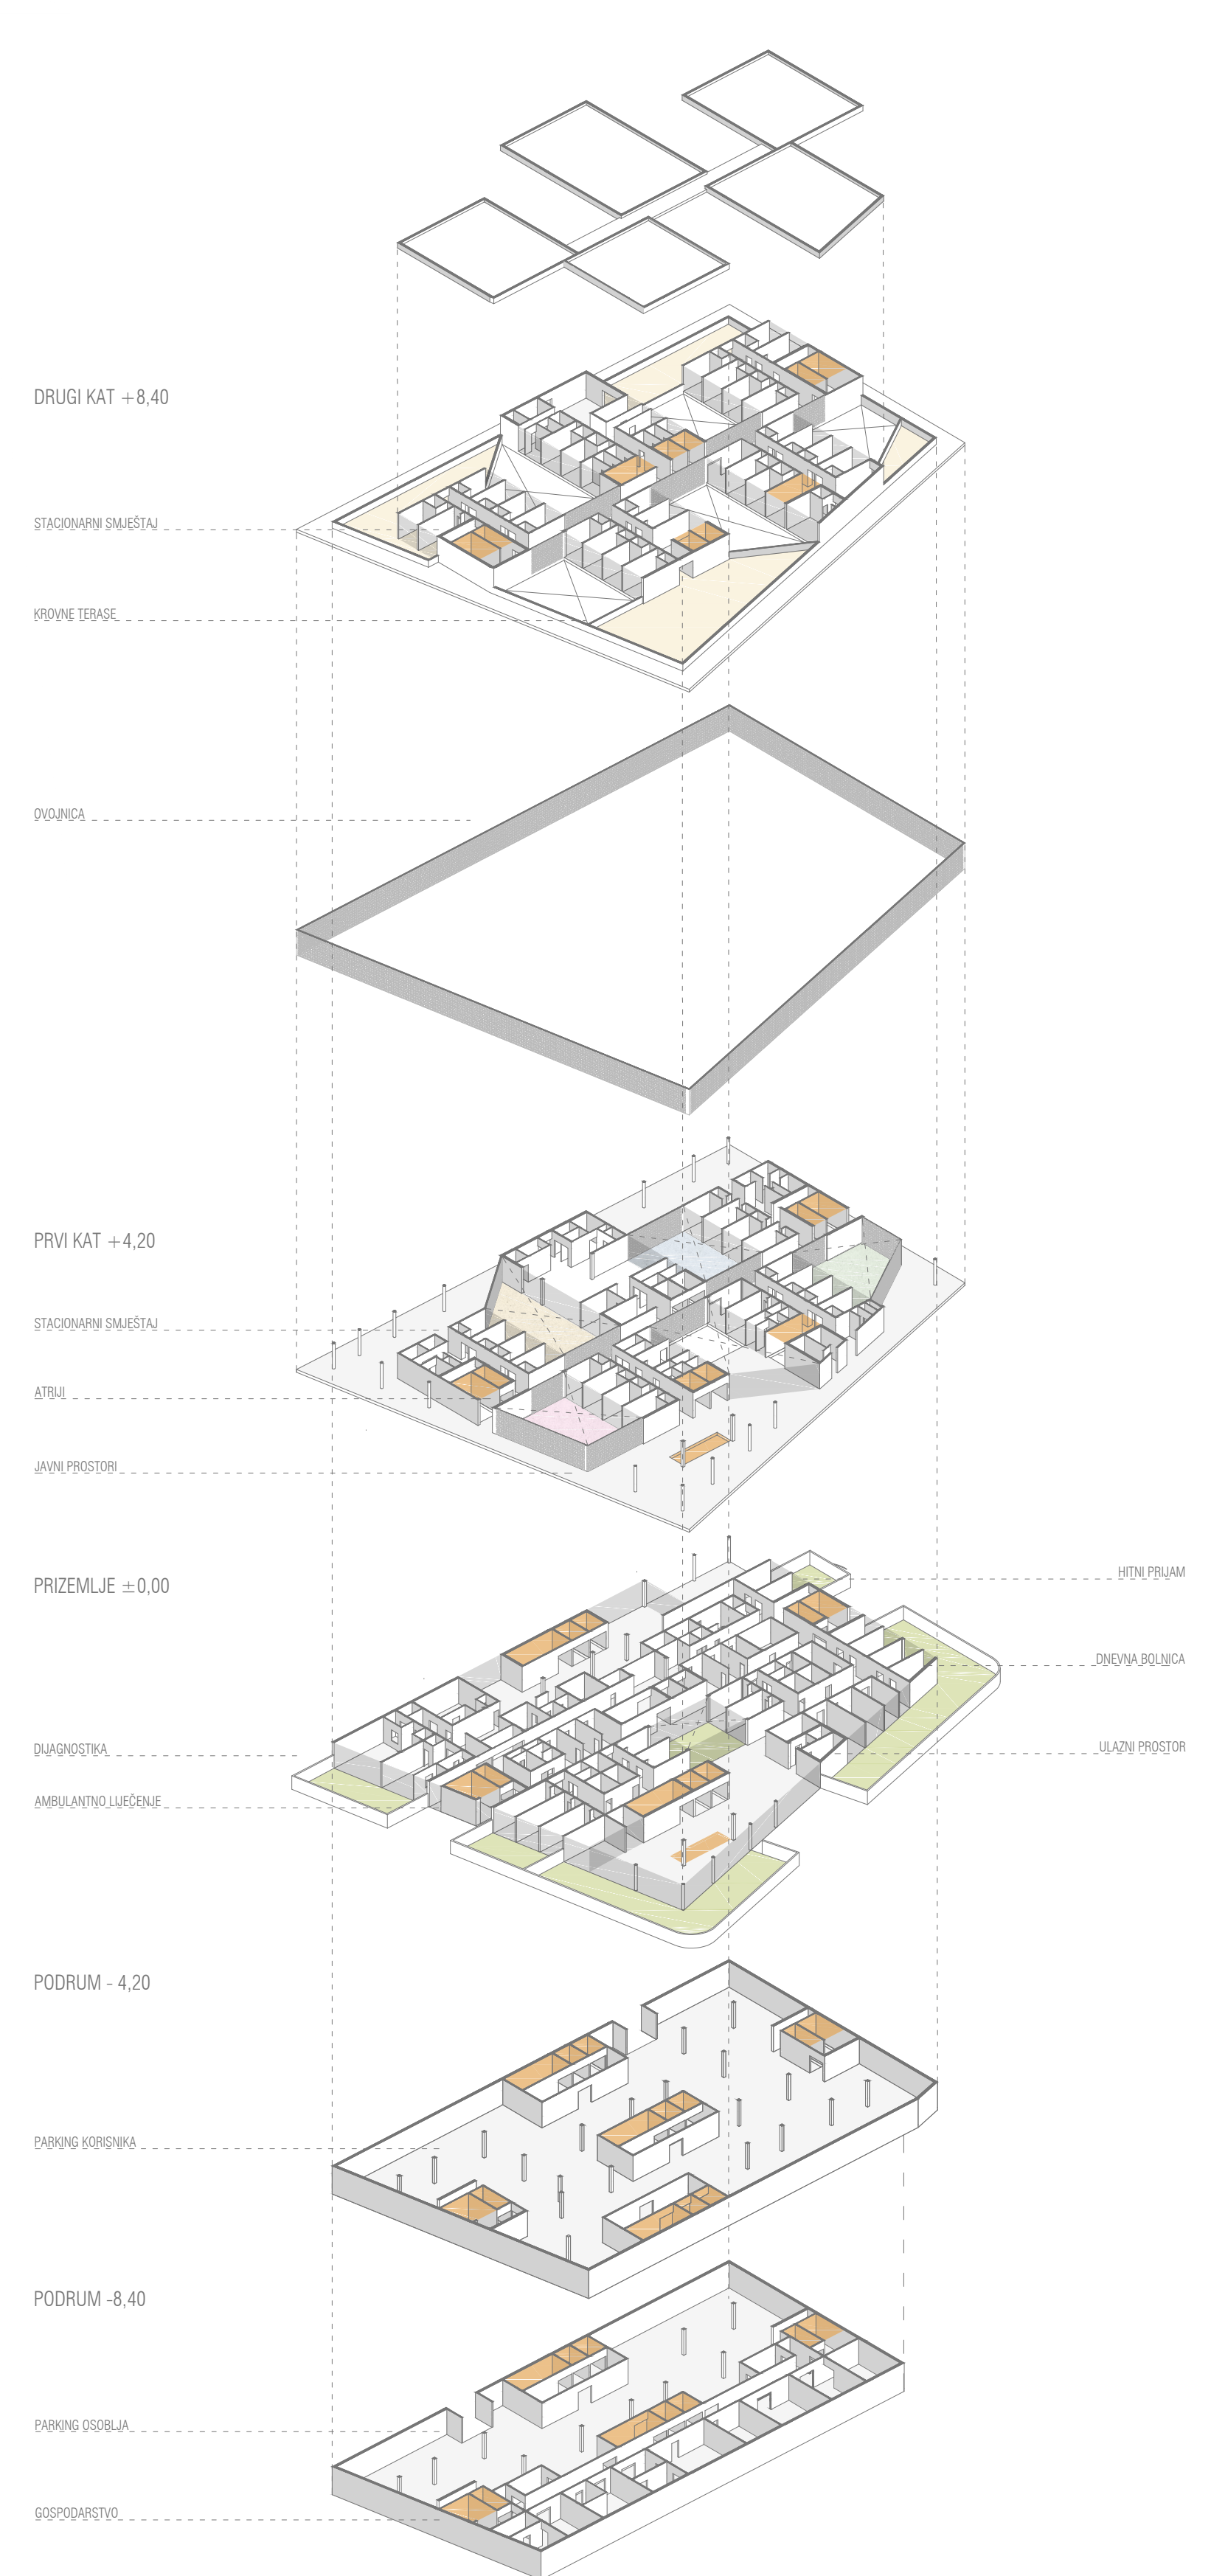 DRUGI KAT +8,40
STACIONARNI SMJEŠTAJ
KROVNE TERASE
OVOJNICA
PRVI KAT +4,20
STACIONARNI SMJEŠTAJ
ATRIJI
JAVNI PROSTORI
HITNI PRIJAM
PRIZEMLJE ±0,00
DNEVNA BOLNICA
ULAZNI PROSTOR
DIJAGNOSTIKA
AMBULANTNO LIJEČENJE
PODRUM - 4,20
PARKING KORISNIKA
PODRUM -8,40
PARKING OSOBLJA
GOSPODARSTVO